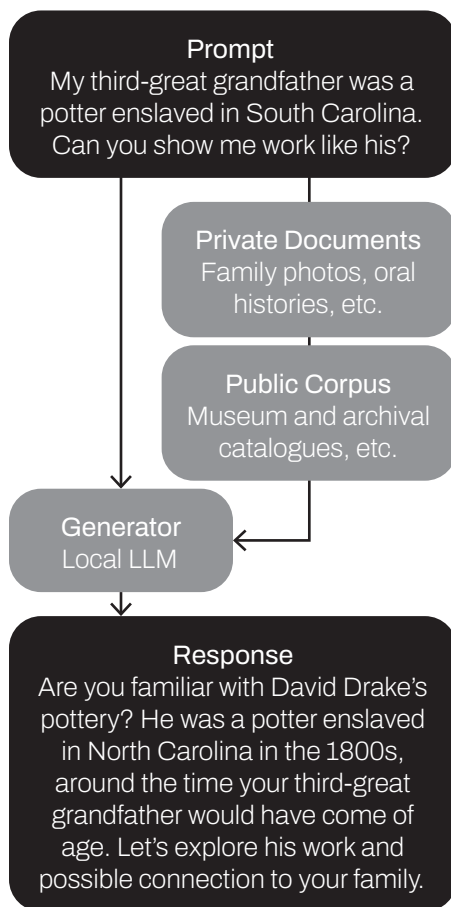 Prompt
My third-great grandfather was a
potter enslaved in South Carolina.
Can you show me work like his?
Private Documents
Family photos, oral
histories, etc.
Public Corpus
Museum and archival
catalogues, etc.
Generator
Local LLM
Response
Are you familiar with David Drake’s
pottery? He was a potter enslaved
in North Carolina in the 1800s,
around the time your third-great
grandfather would have come of
age. Let’s explore his work and
possible connection to your family.